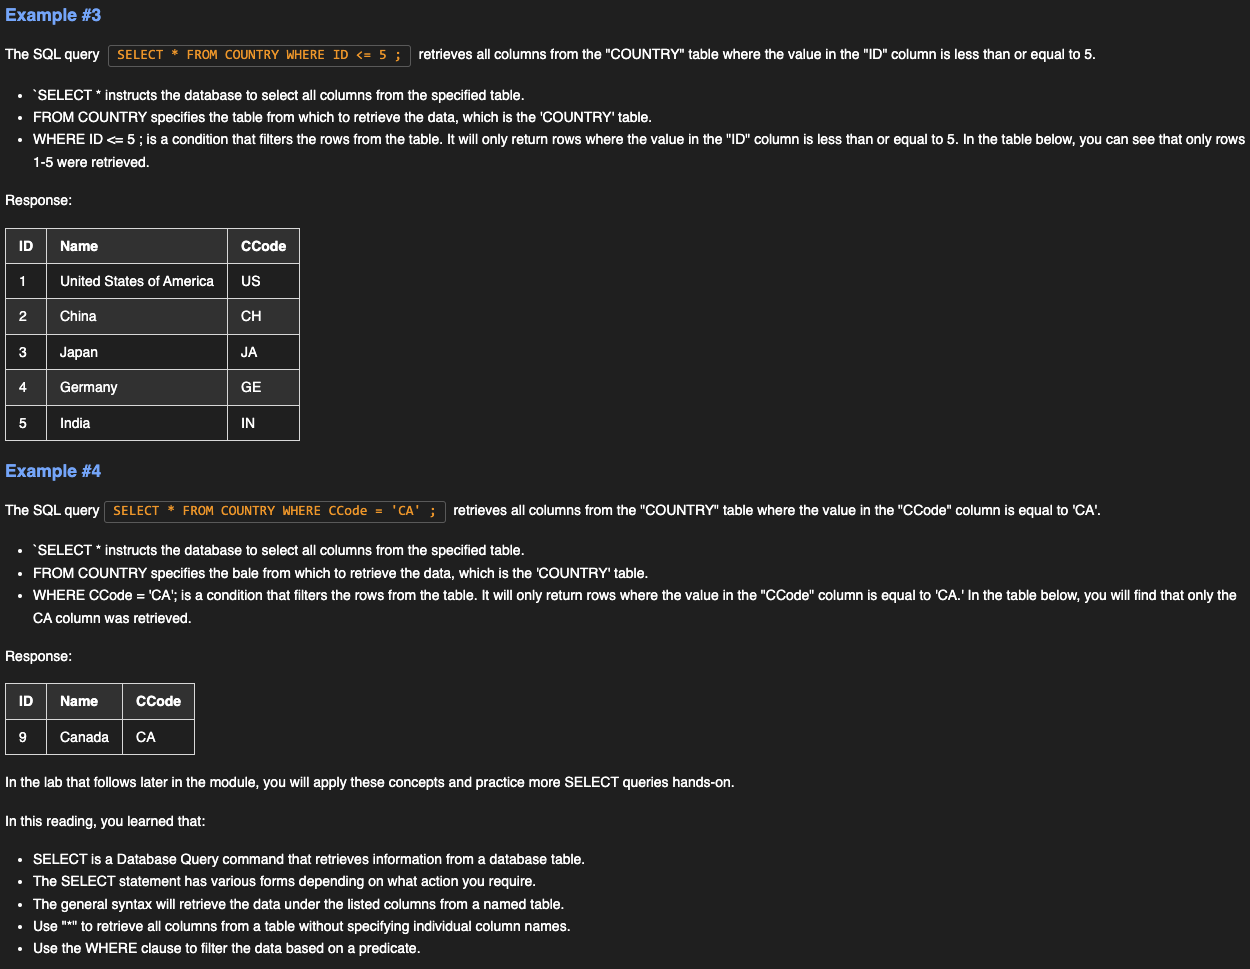 Example #3
The SQL query SELECT * FROM COUNTRY WHERE ID <= 5 ; retrieves all columns from the "COUNTRY" table where the value in the "ID" column is less than or equal to 5.
• `SELECT * instructs the database to select all columns from the specified table.
• FROM COUNTRY specifies the table from which to retrieve the data, which is the 'COUNTRY' table.
• WHERE ID <= 5 ; is a condition that filters the rows from the table. It will only return rows where the value in the "ID" column is less than or equal to 5. In the table below, you can see that only rows
1-5 were retrieved.
Response:
ID Name CCode
1 United States of America US
2 China CH
3 Japan JA
4 Germany GE
5 India IN
Example #4
The SQL query SELECT * FROM COUNTRY WHERE CCode = 'CA' ; retrieves all columns from the "COUNTRY" table where the value in the "CCode" column is equal to 'CA'.
• `SELECT * instructs the database to select all columns from the specified table.
• FROM COUNTRY specifies the bale from which to retrieve the data, which is the 'COUNTRY' table.
• WHERE CCode = 'CA'; is a condition that filters the rows from the table. It will only return rows where the value in the "CCode" column is equal to 'CA.' In the table below, you will find that only the
CA column was retrieved.
Response:
ID Name CCode
9 Canada CA
In the lab that follows later in the module, you will apply these concepts and practice more SELECT queries hands-on.
In this reading, you learned that:
• SELECT is a Database Query command that retrieves information from a database table.
• The SELECT statement has various forms depending on what action you require.
• The general syntax will retrieve the data under the listed columns from a named table.
• Use "*" to retrieve all columns from a table without specifying individual column names.
• Use the WHERE clause to filter the data based on a predicate.